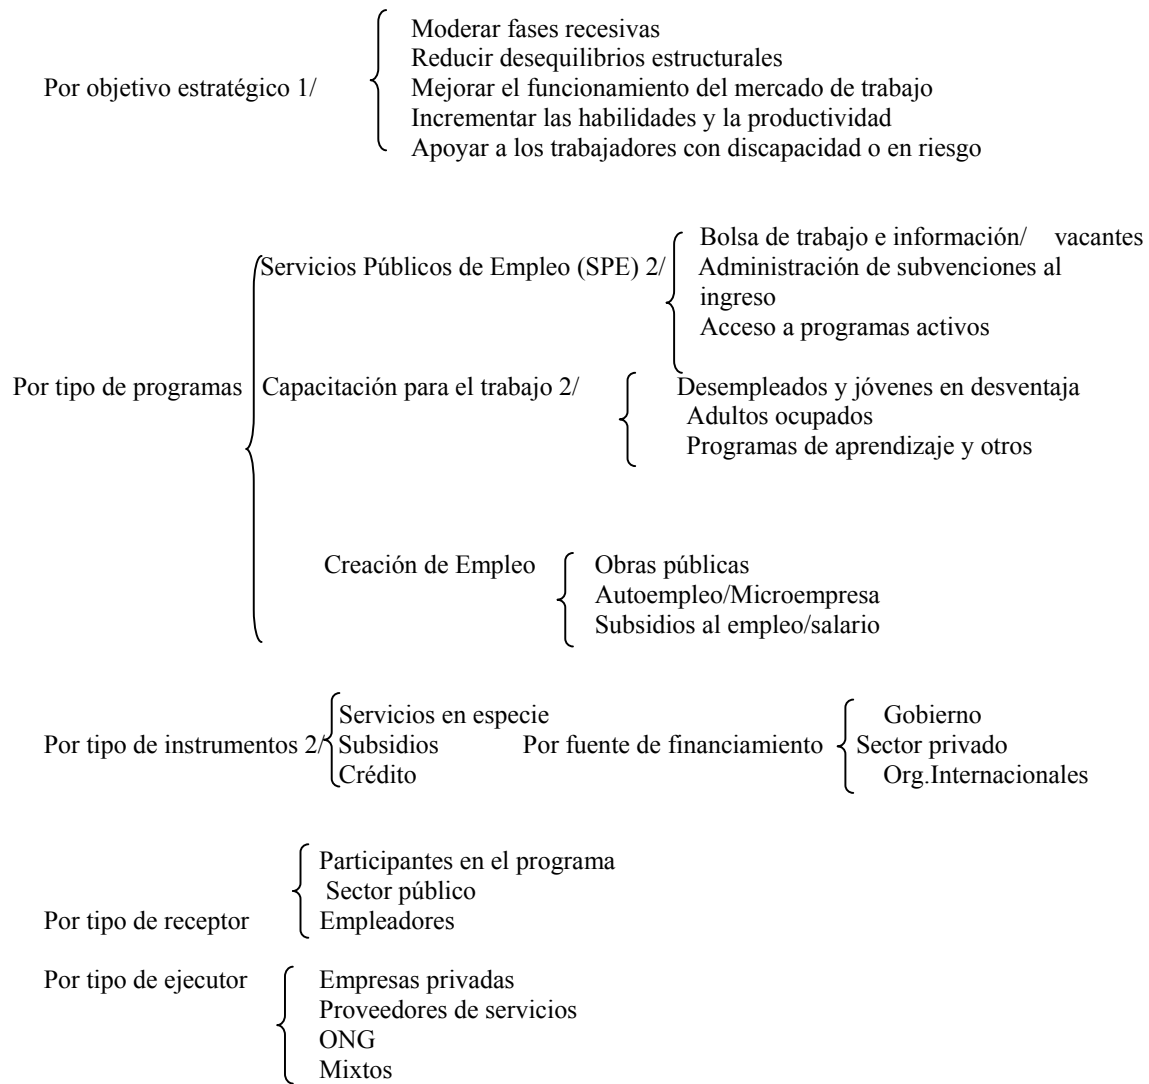 Por objetivo estratégico 1/
Moderar fases recesivas
Reducir desequilibrios estructurales
Mejorar el funcionamiento del mercado de trabajo
Incrementar las habilidades y la productividad
Apoyar a los trabajadores con discapacidad o en riesgo
Por tipo de programas
Servicios Públicos de Empleo (SPE) 2/
Bolsa de trabajo e información/ vacantes
Administración de subvenciones al
ingreso
Acceso a programas activos
Capacitación para el trabajo 2/
Desempleados y jóvenes en desventaja
Adultos ocupados
Programas de aprendizaje y otros
Creación de Empleo
Obras públicas
Autoempleo/Microempresa
Subsidios al empleo/salario
Por tipo de instrumentos 2/
Servicios en especie
Subsidios
Crédito
Por fuente de financiamiento
Gobierno
Sector privado
Org.Internacionales
Por tipo de receptor
Participantes en el programa
Sector público
Empleadores
Por tipo de ejecutor
Empresas privadas
Proveedores de servicios
ONG
Mixtos